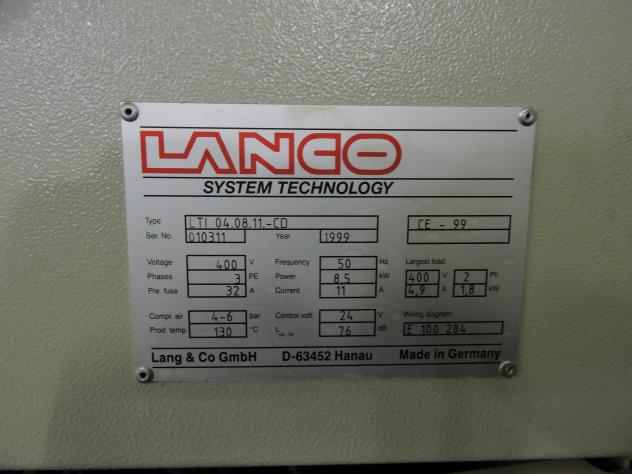 LANCO
SYSTEM TECHNOLOGY
Type LTI 04.08.11.-CD CE - 99
Ser. No. 010311 Year 1999
Voltage 400 V Frequency 50 Hz Largest load:
Phases 3 PE Power 8,5 kW 400 V 2 Ph.
Pre. fuse 32 A Current 11 A 4,9 A 1,8 kW
Compr. air 4-6 bar Control volt. 24 V Wiring diagram:
Prod. temp. 130 °C L 76 dB E 100 284
Lang & Co GmbH D-63452 Hanau Made in Germany